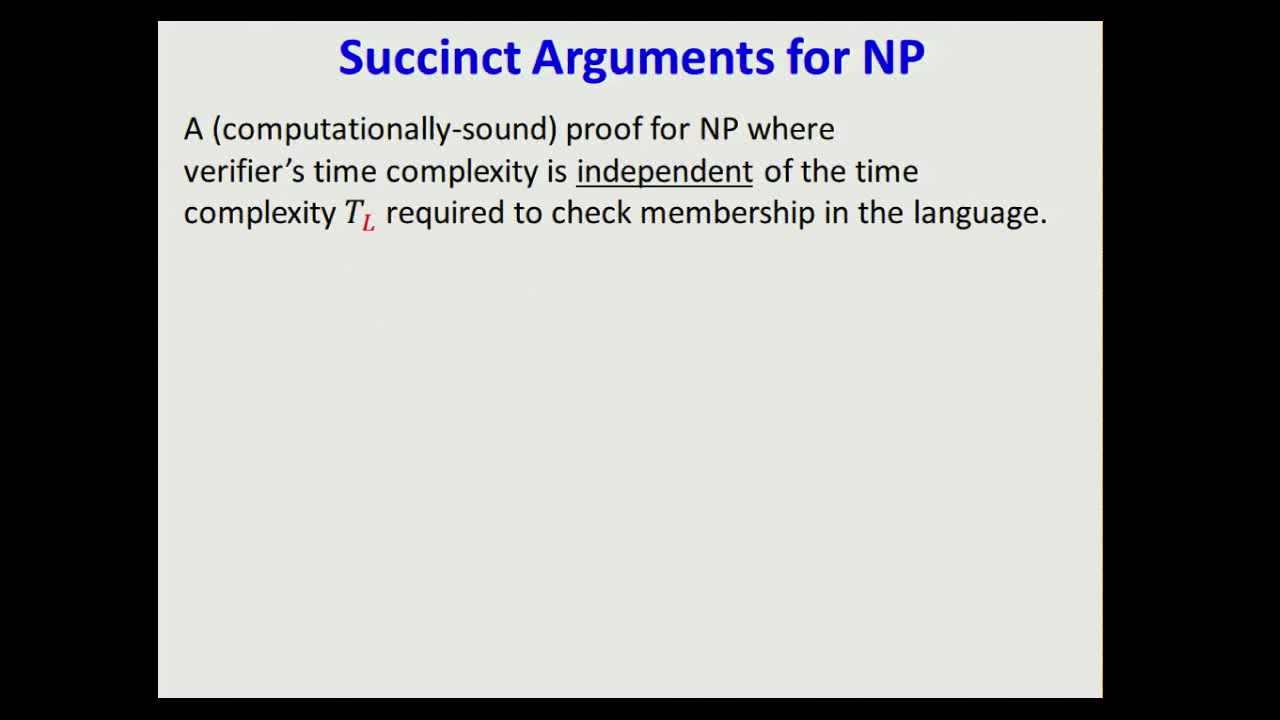 Succinct Arguments for NP
A (computationally-sound) proof for NP where
verifier’s time complexity is independent of the time
complexity T_L required to check membership in the language.